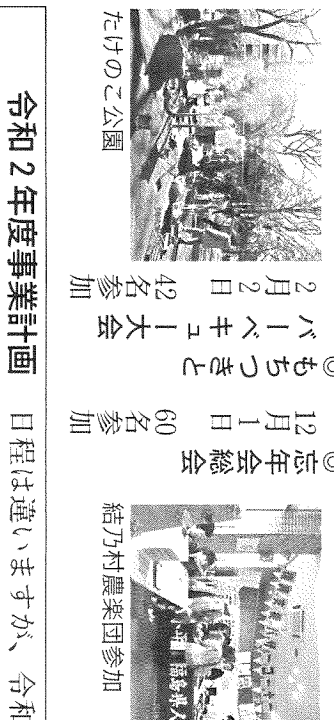 ◎忘年会総会
12月1日
60名参加
結乃村農楽団参加
◎もちつきと
バーベキュー大会
2月2日
42名参加
たけのこ公園
令和2年度事業計画 日程は違いますが、令和